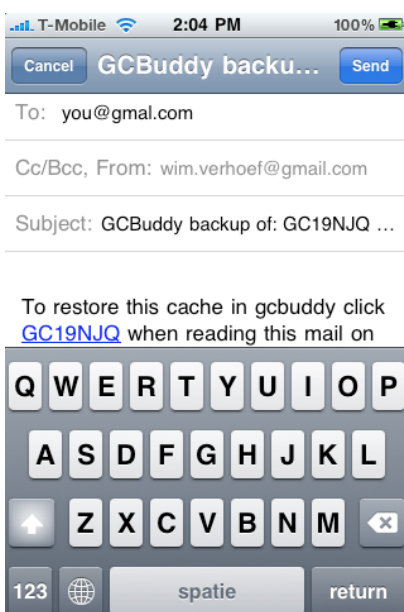 T-Mobile 2:04 PM 100%
Cancel GCBuddy backu... Send
To: you@gmal.com
Cc/Bcc, From: wim.verhoef@gmail.com
Subject: GCBuddy backup of: GC19NJQ ...
To restore this cache in gcbuddy click
GC19NJQ when reading this mail on
Q W E R T Y U I O P
A S D F G H J K L
Z X C V B N M
123 spatie return